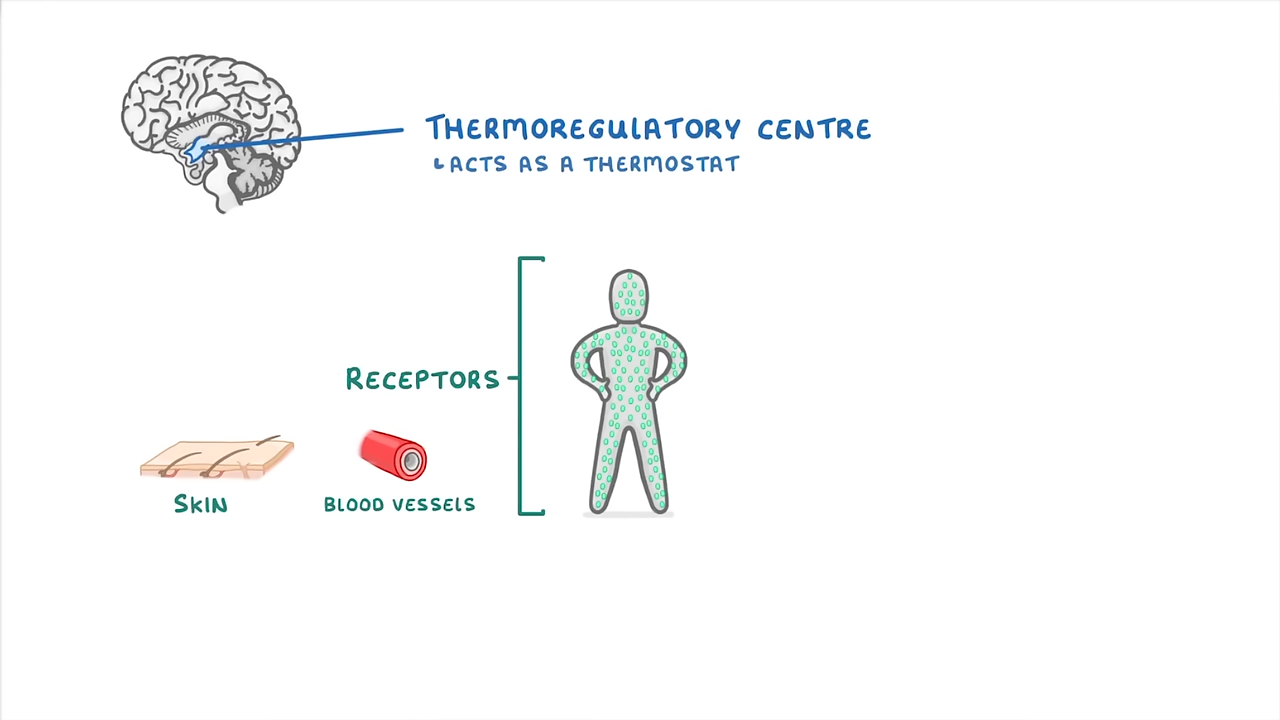 THERMOREGULATORY CENTRE
↳ACTS AS A THERMOSTAT
RECEPTORS
SKIN
BLOOD VESSELS